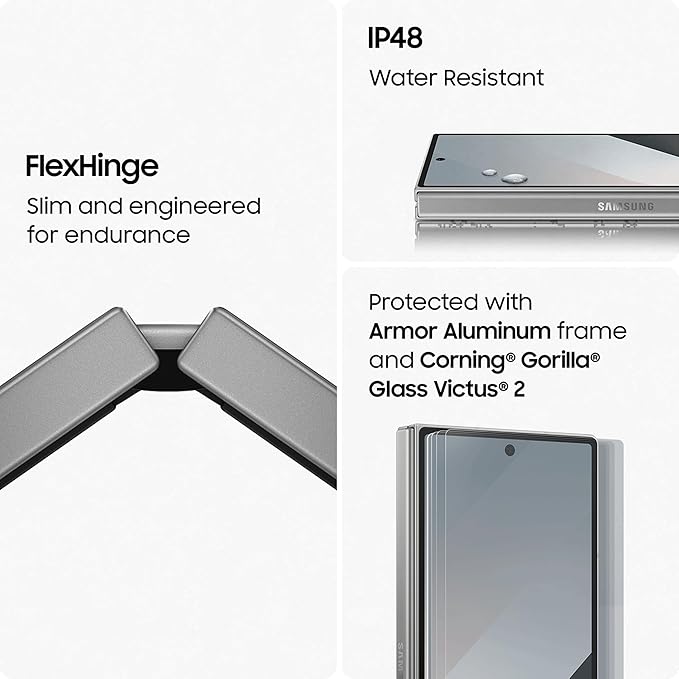 FlexHinge
Slim and engineered
for endurance
IP48
Water Resistant
SAMSUNG
Protected with
Armor Aluminum frame
and Corning® Gorilla®
Glass Victus® 2
SAM